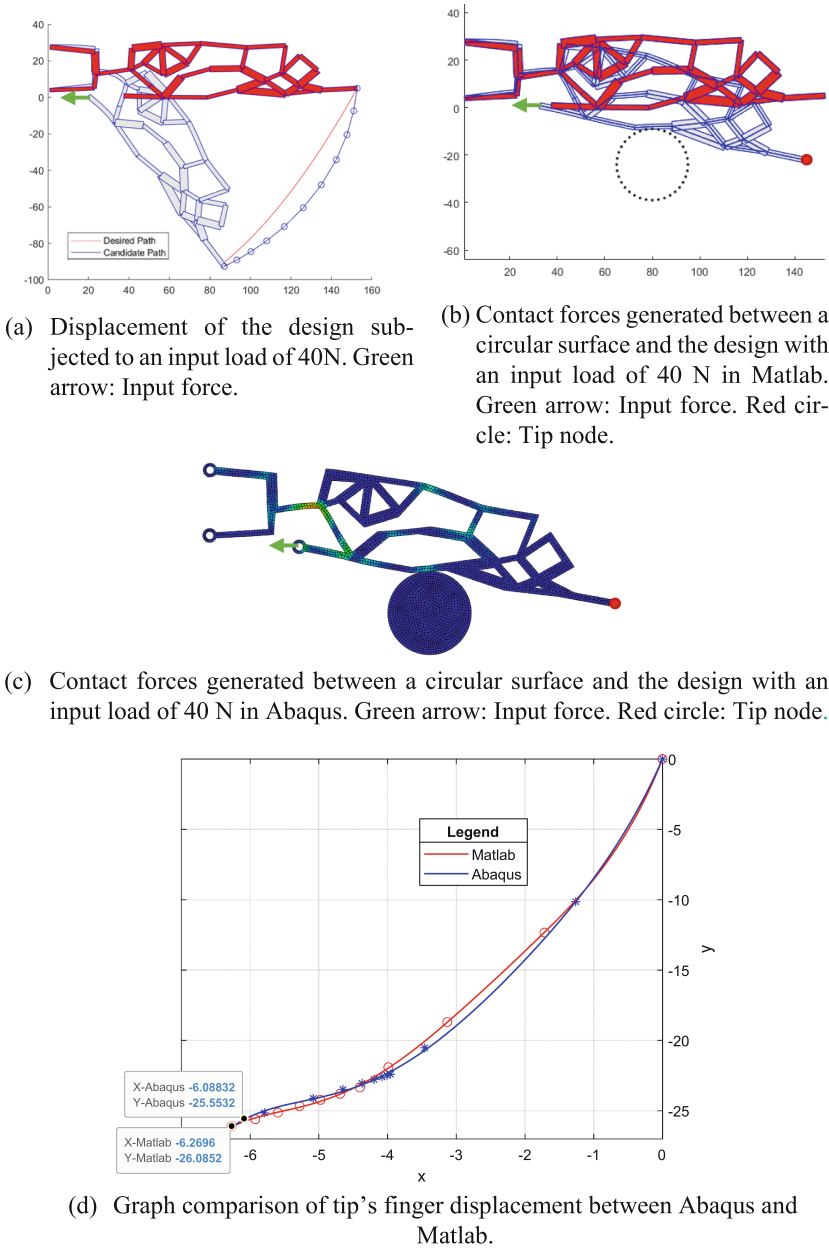 40
20
0
-20
-40
-60
-80
-100
0 20 40 60 80 100 120 140 160
Desired Path
Candidate Path
40
20
0
-20
-40
-60
20 40 60 80 100 120 140
(a) Displacement of the design sub-
jected to an input load of 40N. Green
arrow: Input force.
(b) Contact forces generated between a
circular surface and the design with
an input load of 40 N in Matlab.
Green arrow: Input force. Red cir-
cle: Tip node.
(c) Contact forces generated between a circular surface and the design with an
input load of 40 N in Abaqus. Green arrow: Input force. Red circle: Tip node.
0
-5
-10
-15
-20
-25
y
Legend
Matlab
Abaqus
X-Abaqus -6.08832
Y-Abaqus -25.5532
X-Matlab -6.2696
Y-Matlab -26.0852
-6 -5 -4 -3 -2 -1 0
x
(d) Graph comparison of tip's finger displacement between Abaqus and
Matlab.